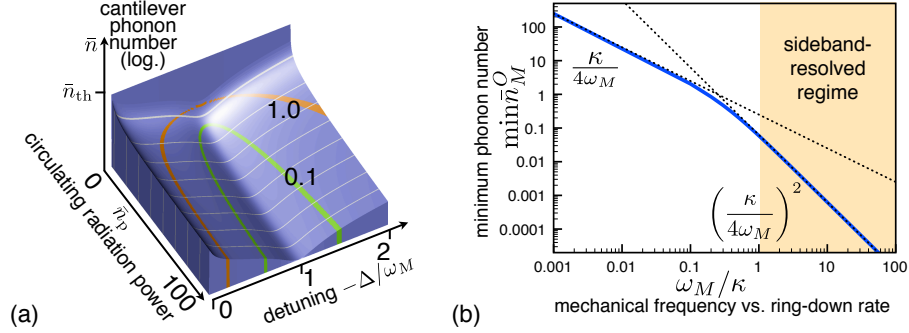 (a)
cantilever
phonon
number
(log.)
n̄
n̄_th
0
n̄_p
100
circulating radiation power
1.0
0.1
0
1
2
detuning −Δ/ω_M
(b)
minimum phonon number
min n̄_M^O
100
10
1
0.1
0.01
0.001
0.0001
κ/4ω_M
(κ/4ω_M)²
sideband-
resolved
regime
0.001
0.01
0.1
1
10
100
ω_M/κ
mechanical frequency vs. ring-down rate